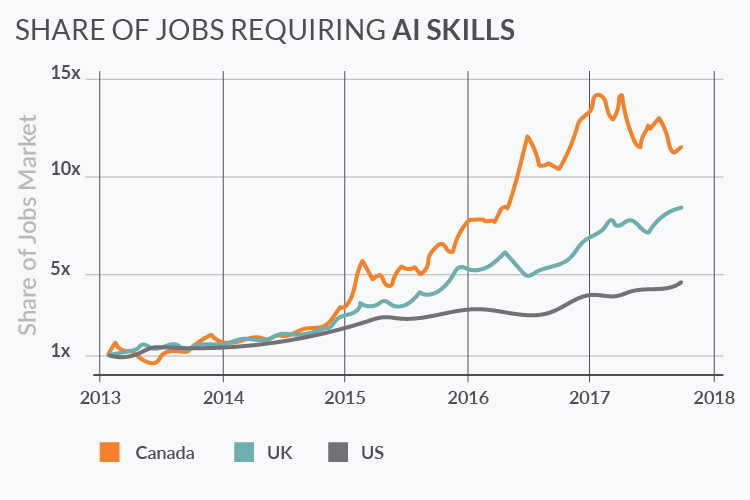 SHARE OF JOBS REQUIRING AI SKILLS
15x
10x
5x
1x
Share of Jobs Market
2013 2014 2015 2016 2017 2018
Canada UK US